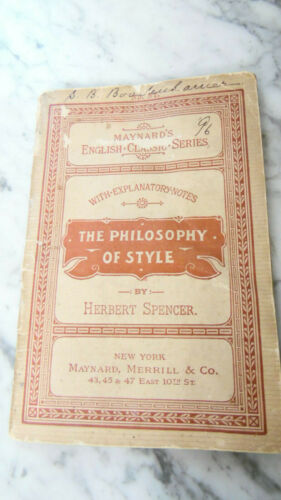 S. B.
'96
MAYNARD'S
ENGLISH • CLASSIC • SERIES
WITH • EXPLANATORY • NOTES
THE PHILOSOPHY
OF STYLE
BY
HERBERT SPENCER.
NEW YORK
MAYNARD, MERRILL & CO.
43, 45 & 47 EAST 10TH ST.